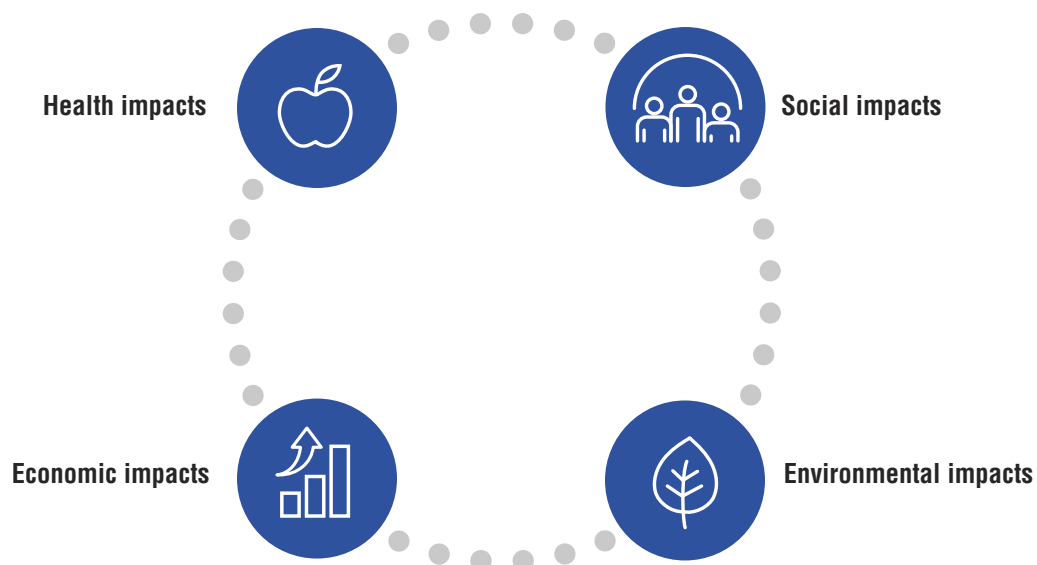 Health impacts
Social impacts
Economic impacts
Environmental impacts